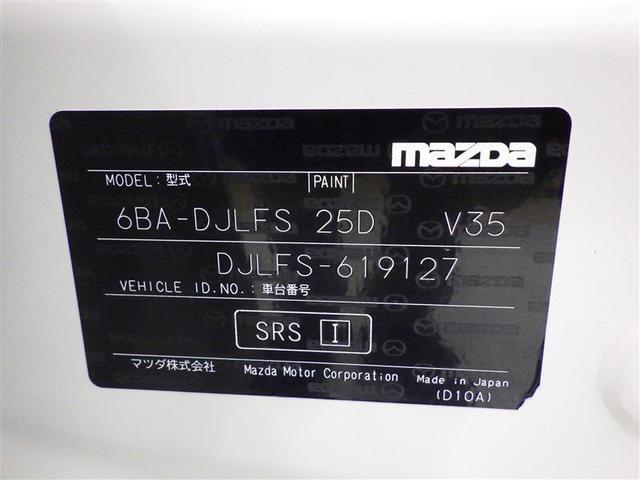 mazda
MODEL: 型式 |PAINT|
6BA-DJLFS 25D V35
DJLFS-619127
VEHICLE ID.NO.: 車台番号
SRS I
マツダ株式会社 Mazda Motor Corporation Made in Japan
(D10A)